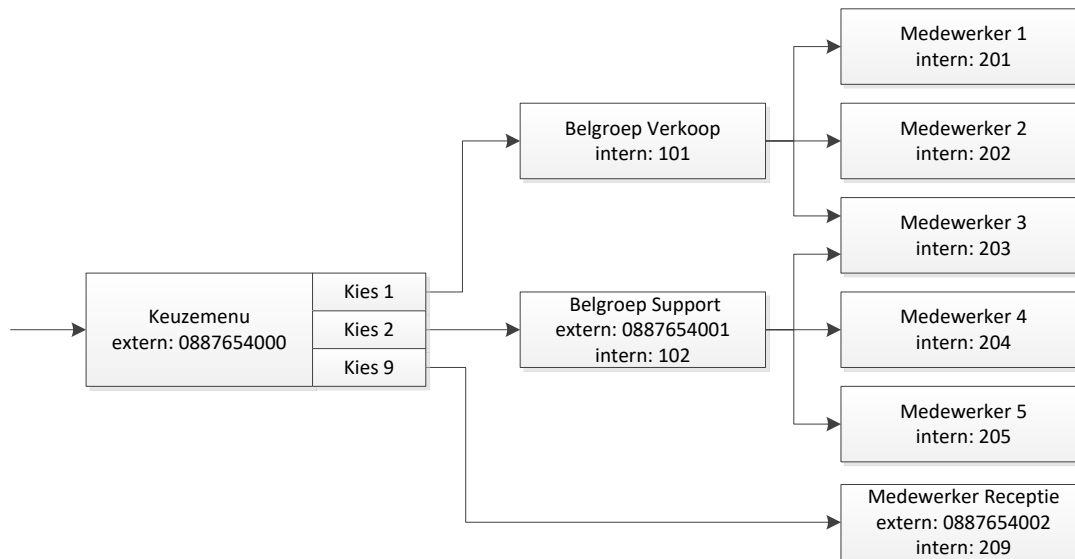 Keuzemenu
extern: 0887654000
Kies 1
Kies 2
Kies 9
Belgroep Verkoop
intern: 101
Belgroep Support
extern: 0887654001
intern: 102
Medewerker 1
intern: 201
Medewerker 2
intern: 202
Medewerker 3
intern: 203
Medewerker 4
intern: 204
Medewerker 5
intern: 205
Medewerker Receptie
extern: 0887654002
intern: 209